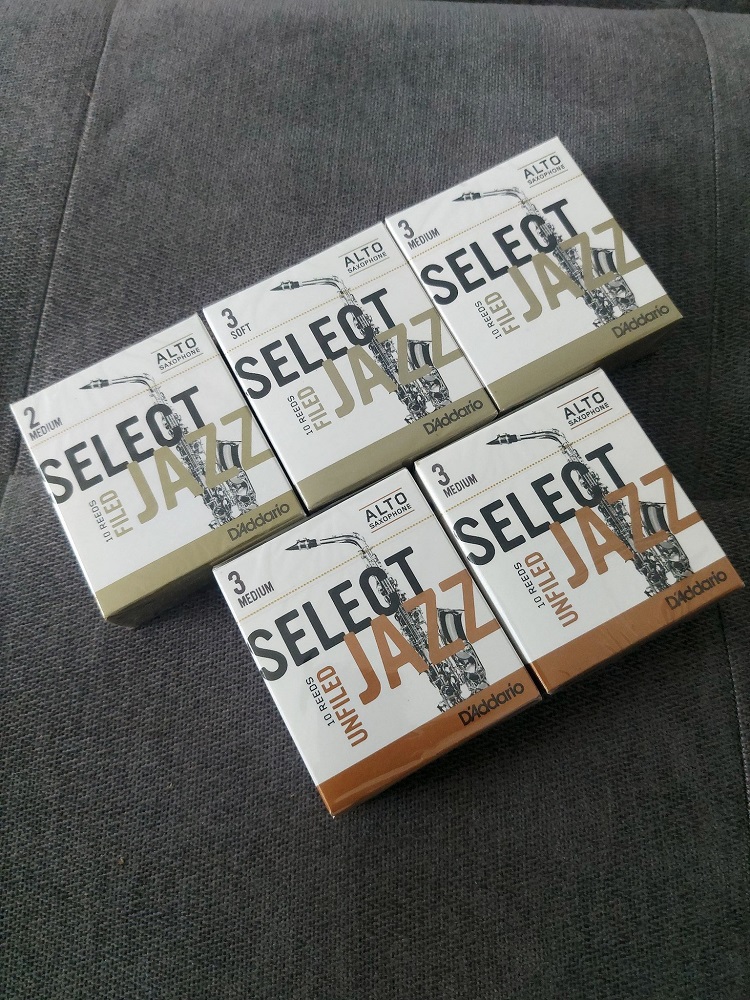 2
MEDIUM
ALTO
SAXOPHONE
SELECT
JAZZ
10 REEDS
FILED
D'Addario
3
SOFT
ALTO
SAXOPHONE
SELECT
JAZZ
10 REEDS
FILED
D'Addario
3
MEDIUM
ALTO
SAXOPHONE
SELECT
JAZZ
10 REEDS
FILED
D'Addario
3
MEDIUM
ALTO
SAXOPHONE
SELECT
JAZZ
10 REEDS
UNFILED
D'Addario
3
MEDIUM
ALTO
SAXOPHONE
SELECT
JAZZ
10 REEDS
UNFILED
D'Addario